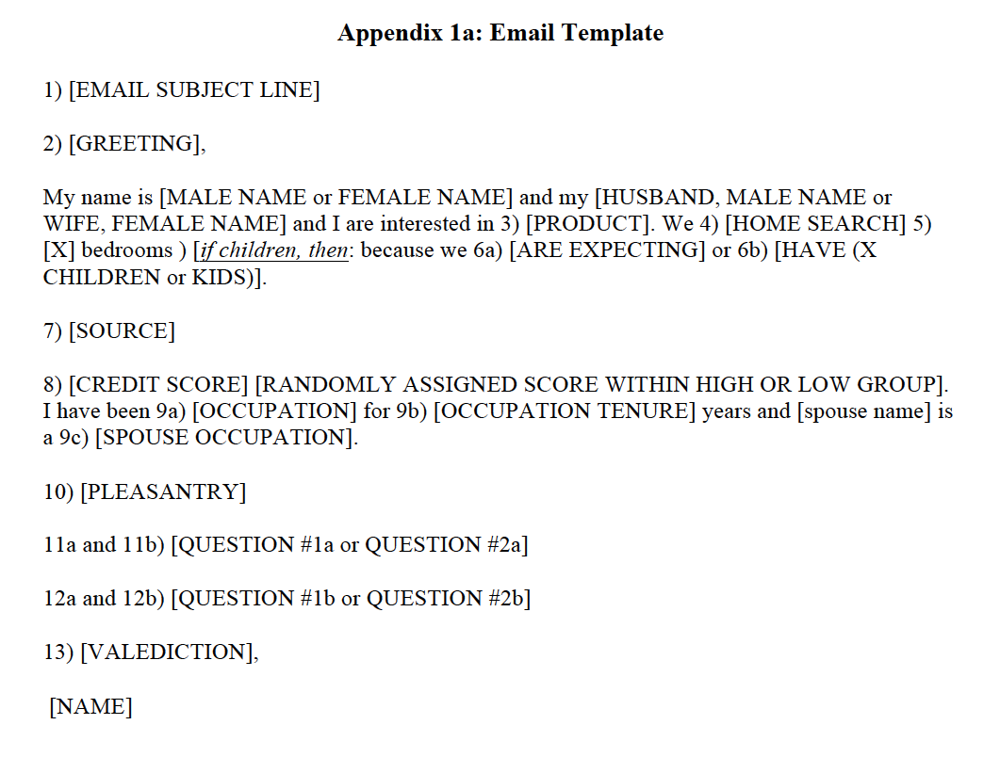 Appendix 1a: Email Template
1) [EMAIL SUBJECT LINE]
2) [GREETING],
My name is [MALE NAME or FEMALE NAME] and my [HUSBAND, MALE NAME or
WIFE, FEMALE NAME] and I are interested in 3) [PRODUCT]. We 4) [HOME SEARCH] 5)
[X] bedrooms ) [if children, then: because we 6a) [ARE EXPECTING] or 6b) [HAVE (X
CHILDREN or KIDS)].
7) [SOURCE]
8) [CREDIT SCORE] [RANDOMLY ASSIGNED SCORE WITHIN HIGH OR LOW GROUP].
I have been 9a) [OCCUPATION] for 9b) [OCCUPATION TENURE] years and [spouse name] is
a 9c) [SPOUSE OCCUPATION].
10) [PLEASANTRY]
11a and 11b) [QUESTION #1a or QUESTION #2a]
12a and 12b) [QUESTION #1b or QUESTION #2b]
13) [VALEDICTION],
[NAME]